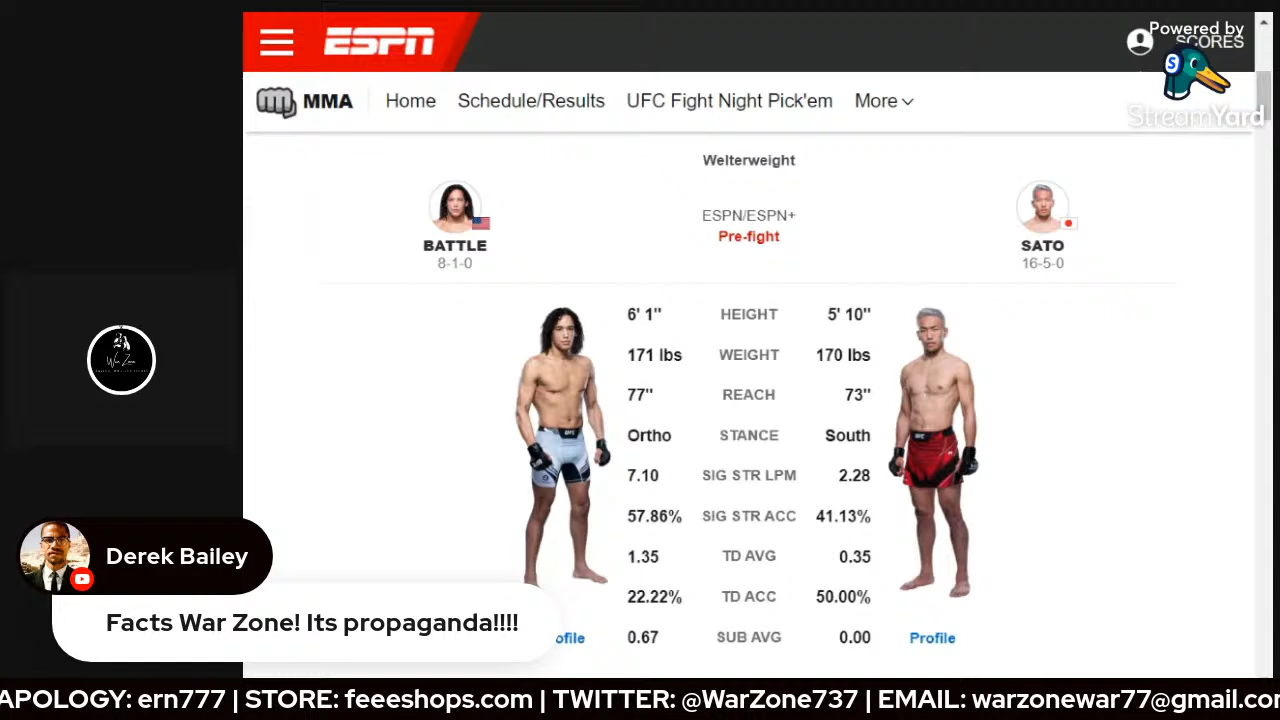 Powered by
StreamYard
ESPN
SCORES
MMA
Home
Schedule/Results
UFC Fight Night Pick'em
More
Welterweight
BATTLE
8-1-0
ESPN/ESPN+
Pre-fight
SATO
16-5-0
6' 1" HEIGHT 5' 10"
171 lbs WEIGHT 170 lbs
77" REACH 73"
Ortho STANCE South
7.10 SIG STR LPM 2.28
57.86% SIG STR ACC 41.13%
1.35 TD AVG 0.35
22.22% TD ACC 50.00%
ofile 0.67 SUB AVG 0.00 Profile
War Zone
Derek Bailey
Facts War Zone! Its propaganda!!!!
APOLOGY: ern777 | STORE: feeeshops.com | TWITTER: @WarZone737 | EMAIL: warzonewar77@gmail.co